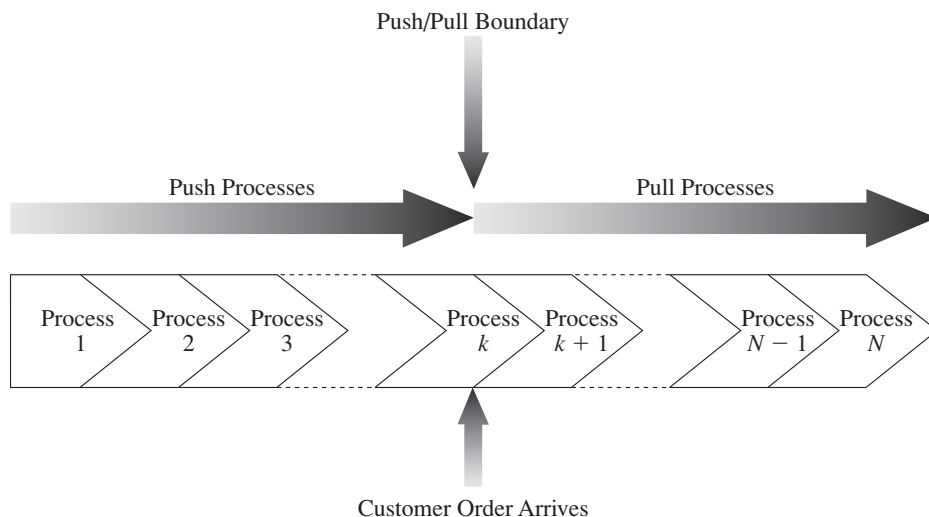 Push/Pull Boundary
Push Processes
Pull Processes
Process
1
Process
2
Process
3
Process
k
Process
k + 1
Process
N − 1
Process
N
Customer Order Arrives